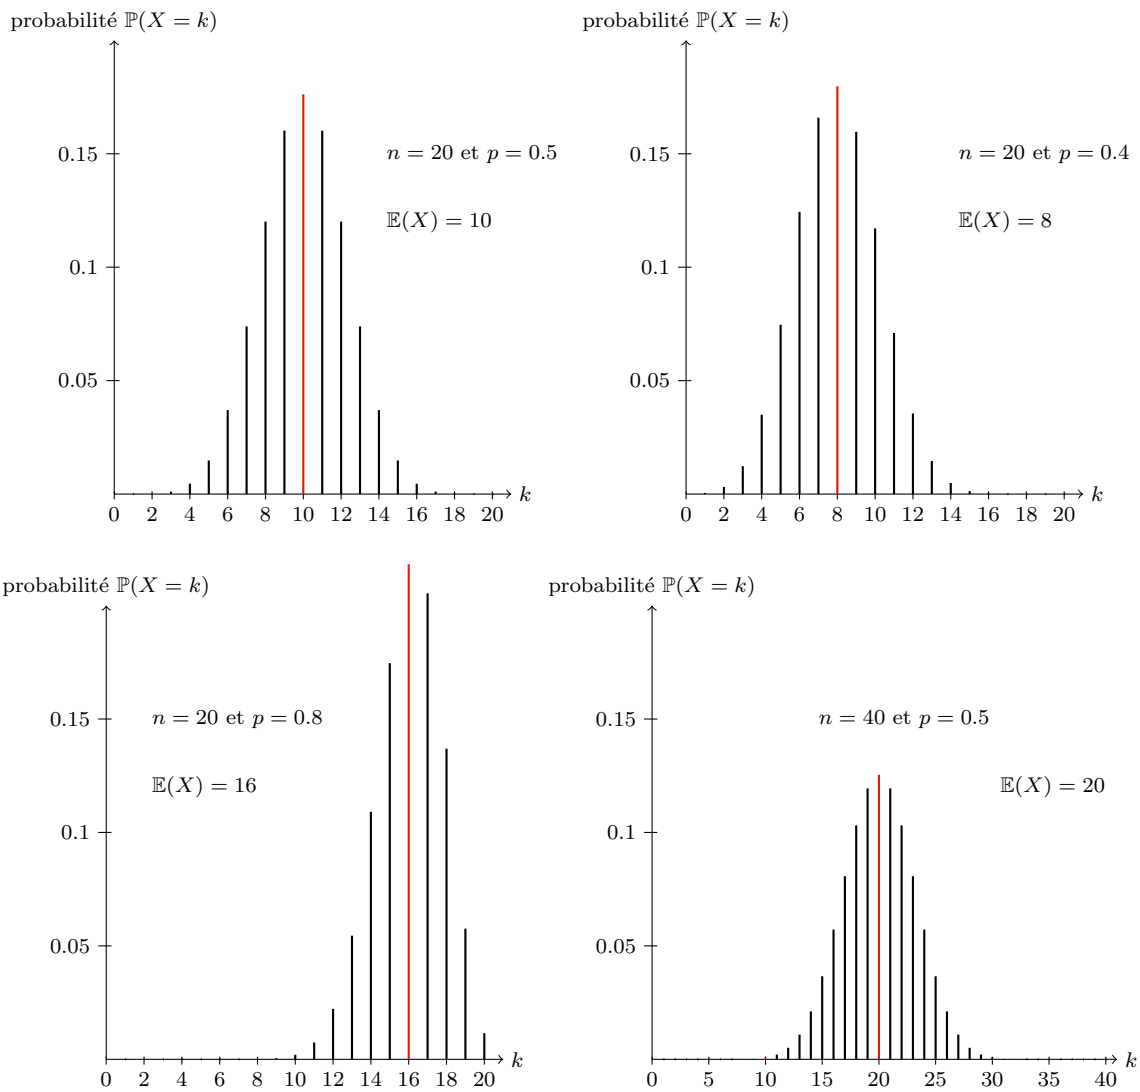 probabilité ℙ(X = k)
0.15
0.1
0.05
n = 20 et p = 0.5
𝔼(X) = 10
k
0 2 4 6 8 10 12 14 16 18 20
probabilité ℙ(X = k)
0.15
0.1
0.05
n = 20 et p = 0.4
𝔼(X) = 8
k
0 2 4 6 8 10 12 14 16 18 20
probabilité ℙ(X = k)
0.15
0.1
0.05
n = 20 et p = 0.8
𝔼(X) = 16
k
0 2 4 6 8 10 12 14 16 18 20
probabilité ℙ(X = k)
0.15
0.1
0.05
n = 40 et p = 0.5
𝔼(X) = 20
k
0 5 10 15 20 25 30 35 40